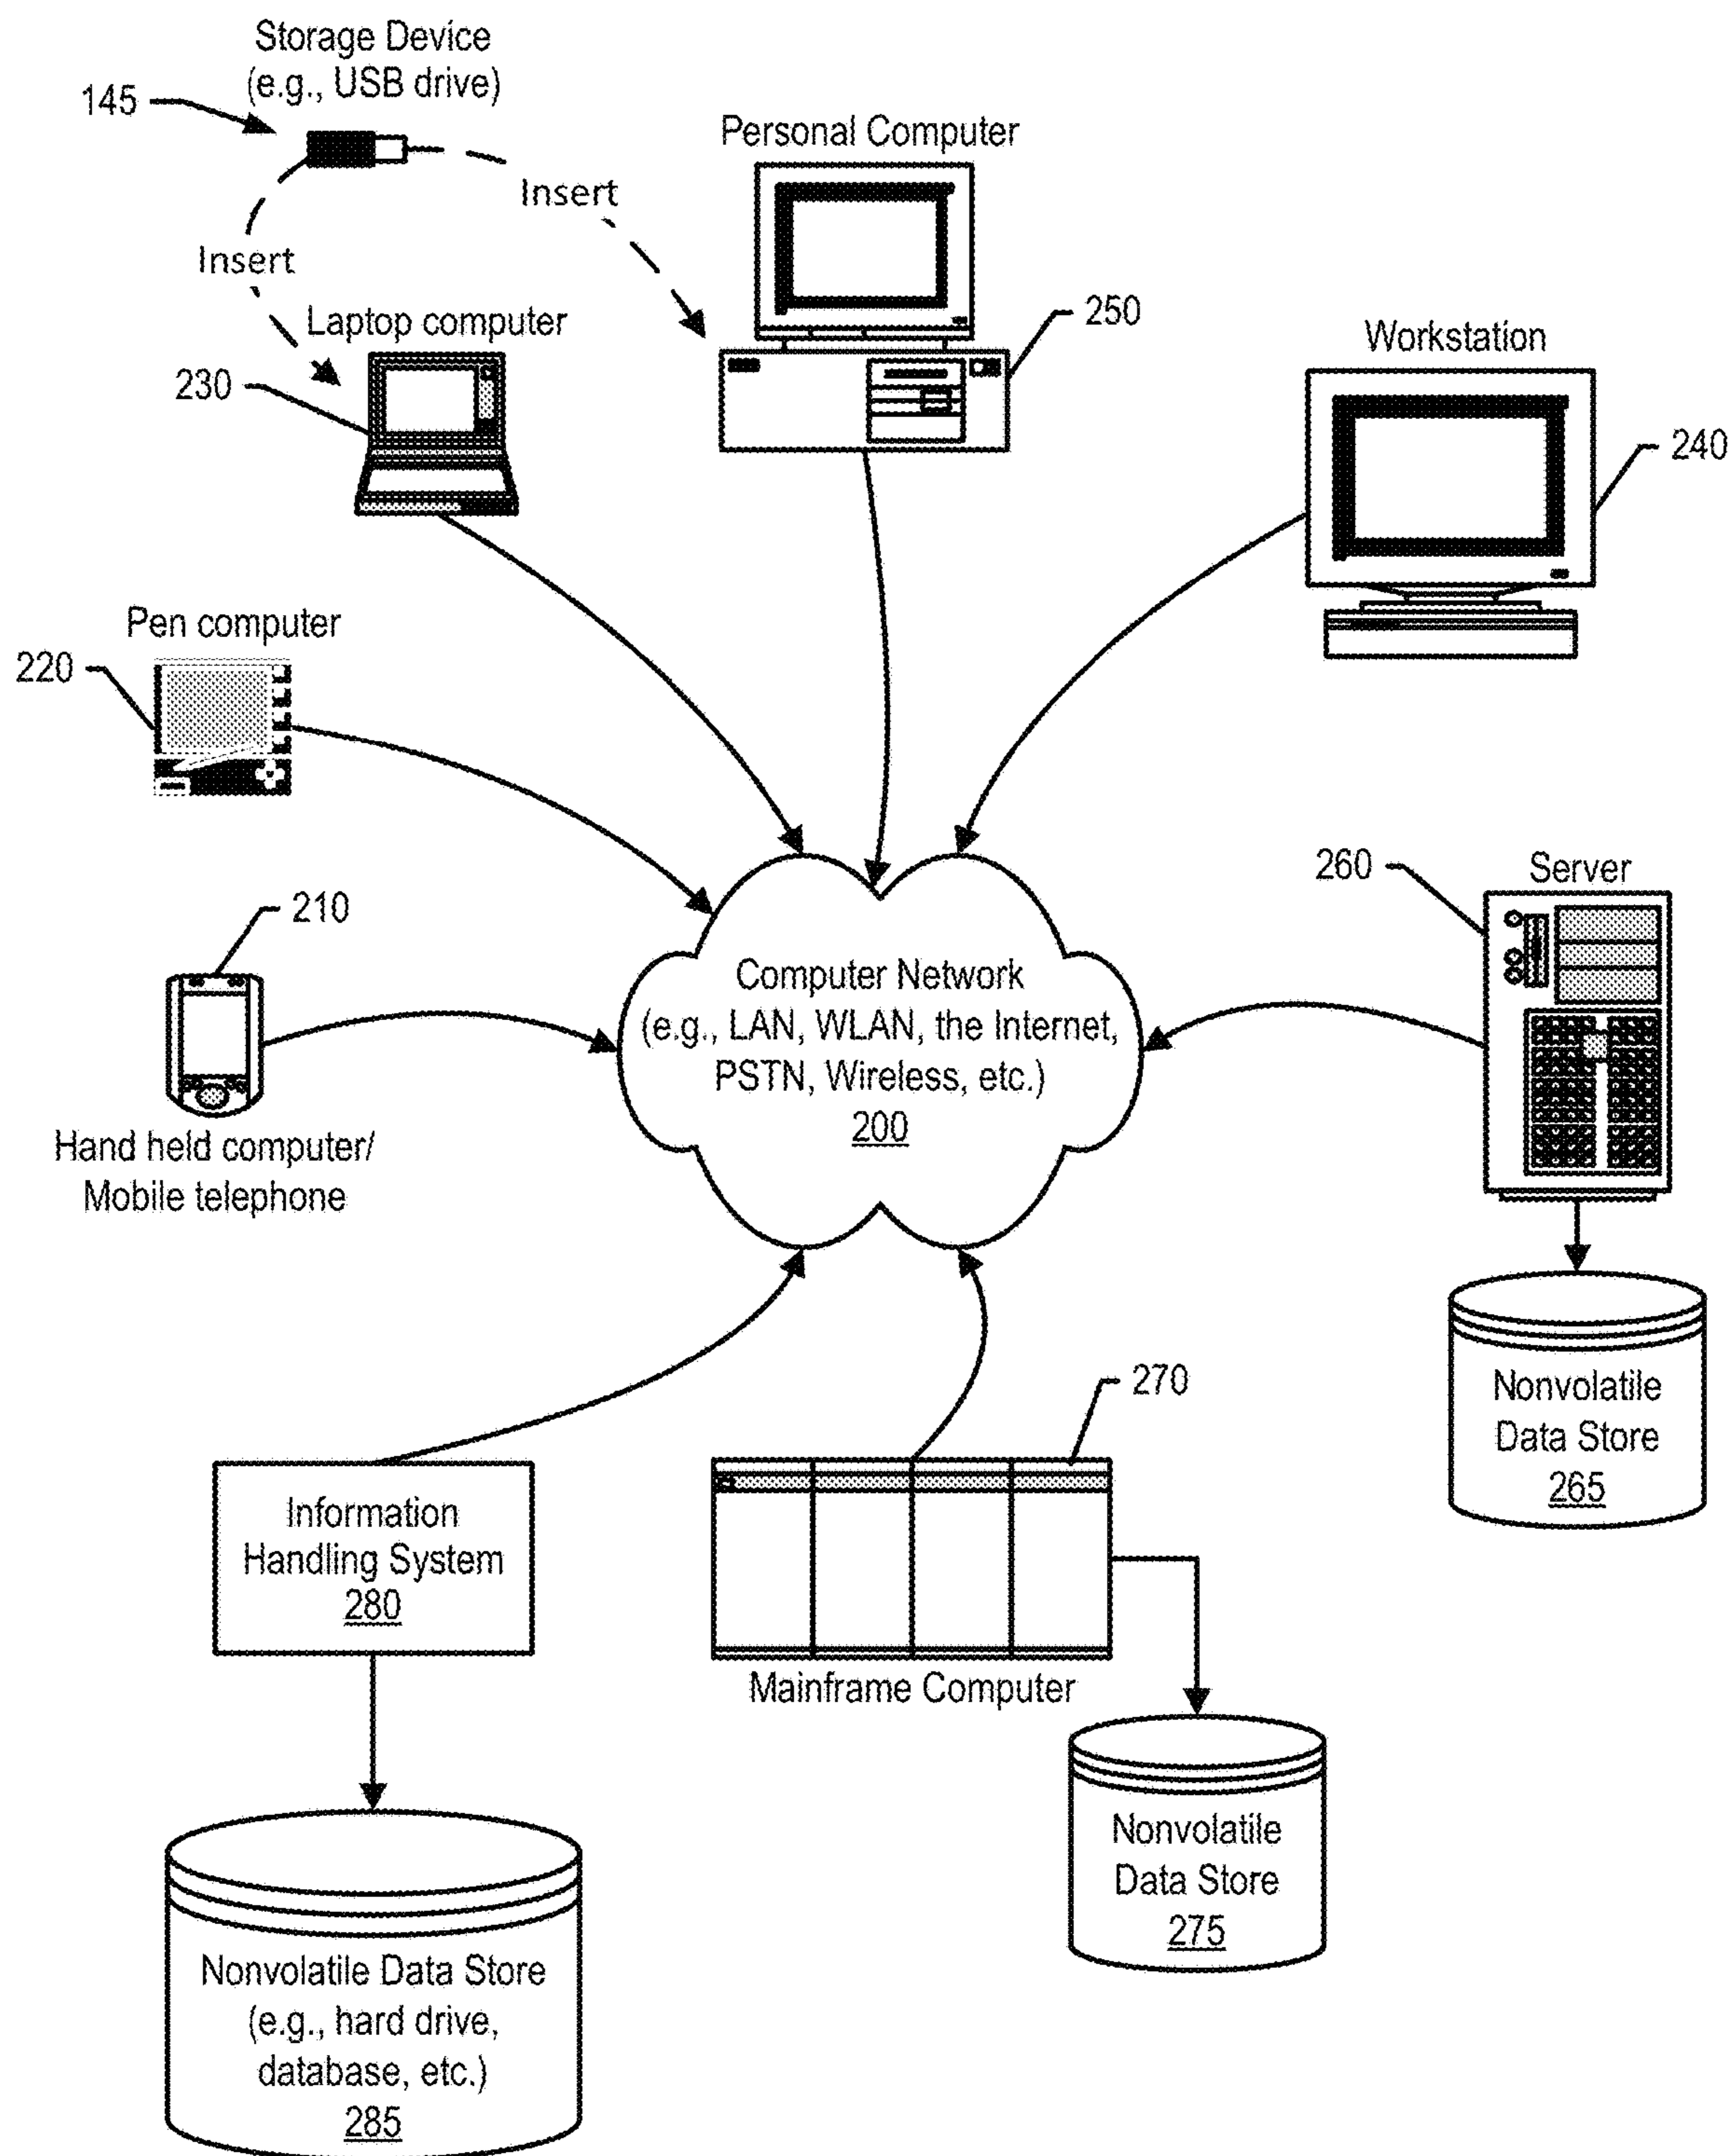 Storage Device
(e.g., USB drive)
145
Personal Computer
Insert
Insert
Laptop computer
250
Workstation
230
240
Pen computer
220
260
Server
210
Computer Network
(e.g., LAN, WLAN, the Internet,
PSTN, Wireless, etc.)
200
Hand held computer/
Mobile telephone
270
Nonvolatile
Data Store
265
Information
Handling System
280
Mainframe Computer
Nonvolatile
Data Store
275
Nonvolatile Data Store
(e.g., hard drive,
database, etc.)
285